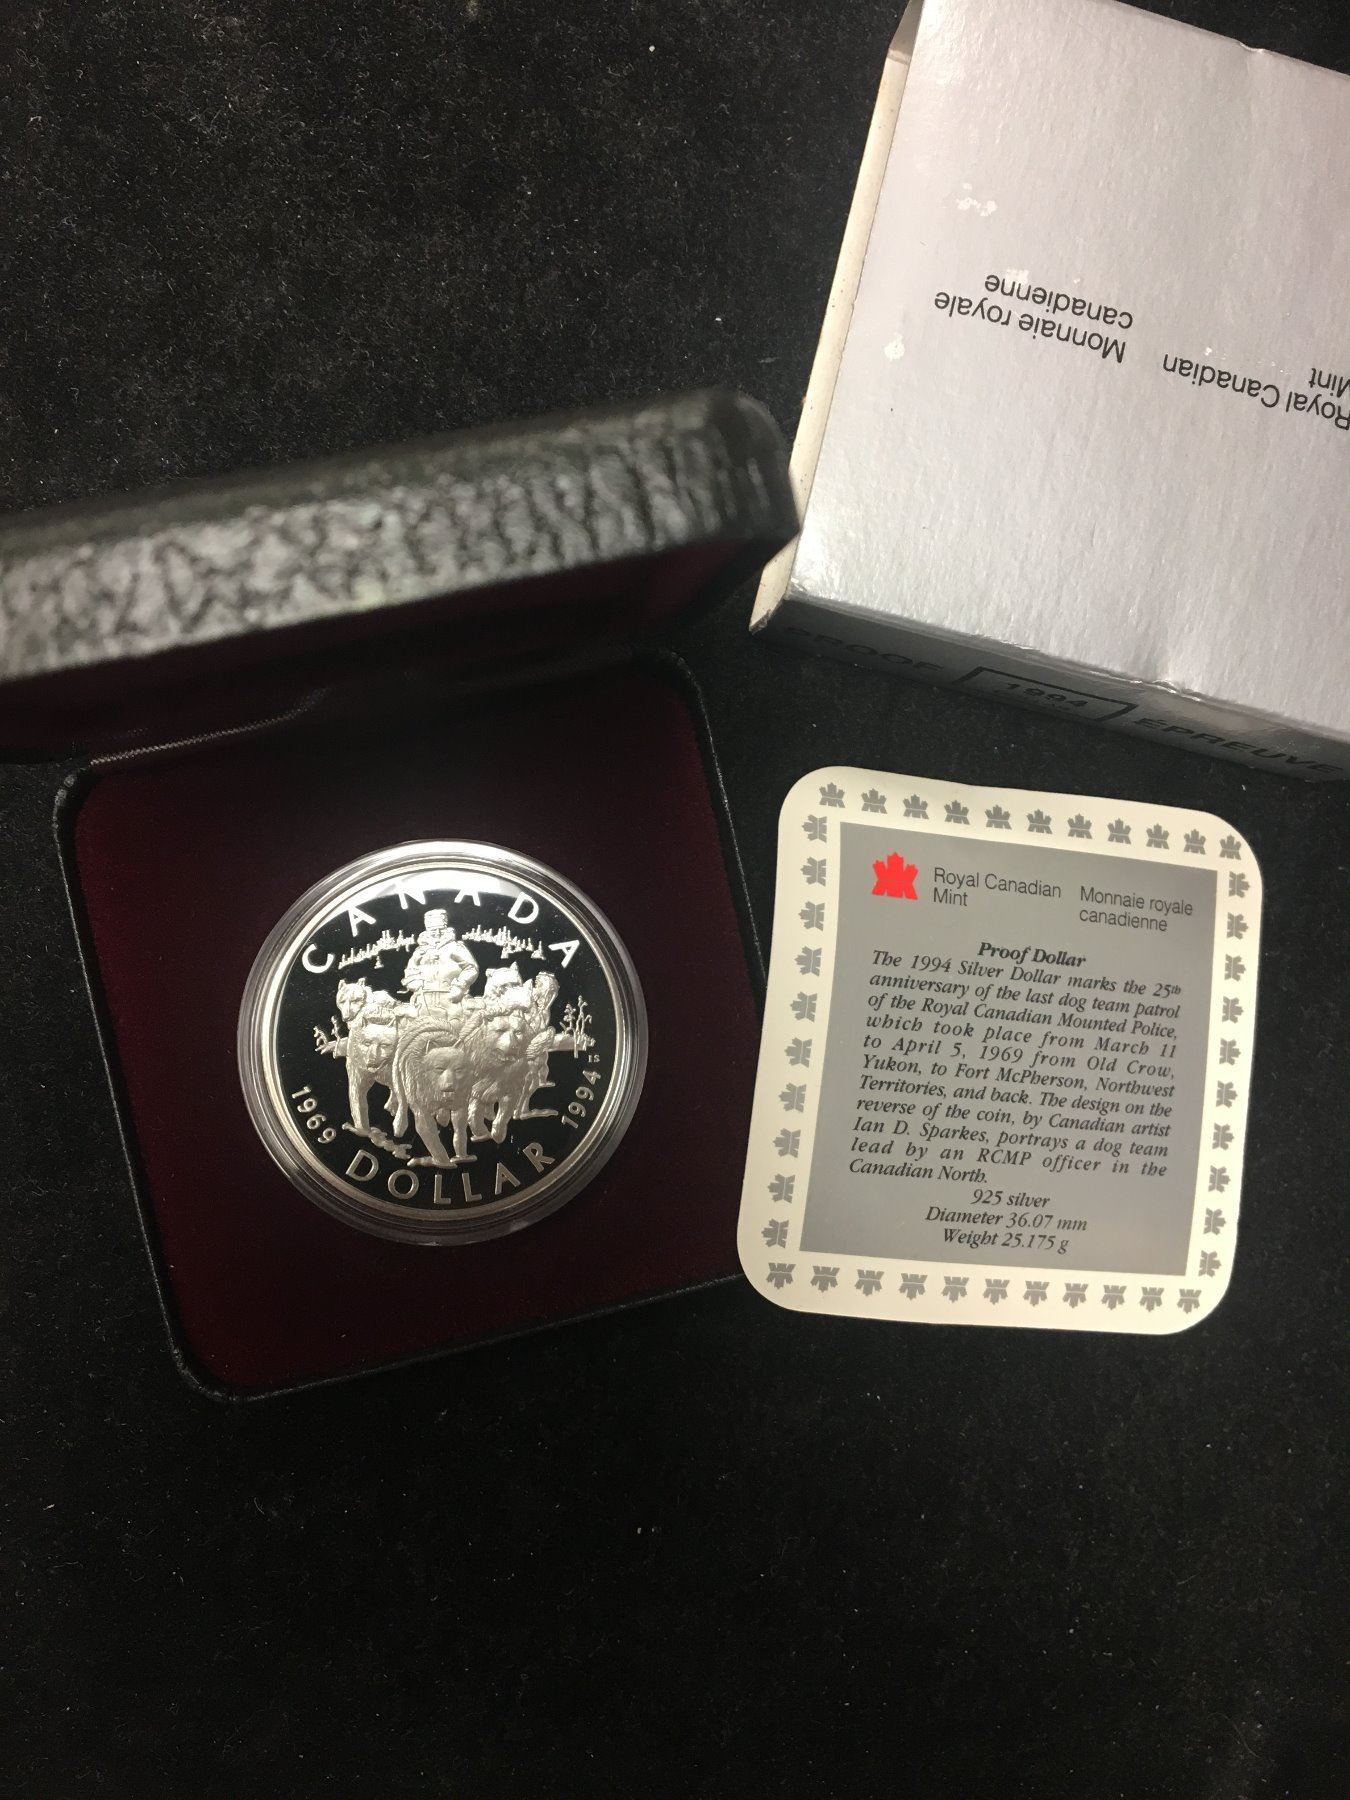 Royal Canadian
Mint
Monnaie royale
canadienne
PROOF 1994 ÉPREUVE
CANADA
1969 DOLLAR 1994
IS
Royal Canadian
Mint
Monnaie royale
canadienne
Proof Dollar
The 1994 Silver Dollar marks the 25th
anniversary of the last dog team patrol
of the Royal Canadian Mounted Police,
which took place from March 11
to April 5, 1969 from Old Crow,
Yukon, to Fort McPherson, Northwest
Territories, and back. The design on the
reverse of the coin, by Canadian artist
Ian D. Sparkes, portrays a dog team
lead by an RCMP officer in the
Canadian North.
925 silver
Diameter 36.07 mm
Weight 25.175 g